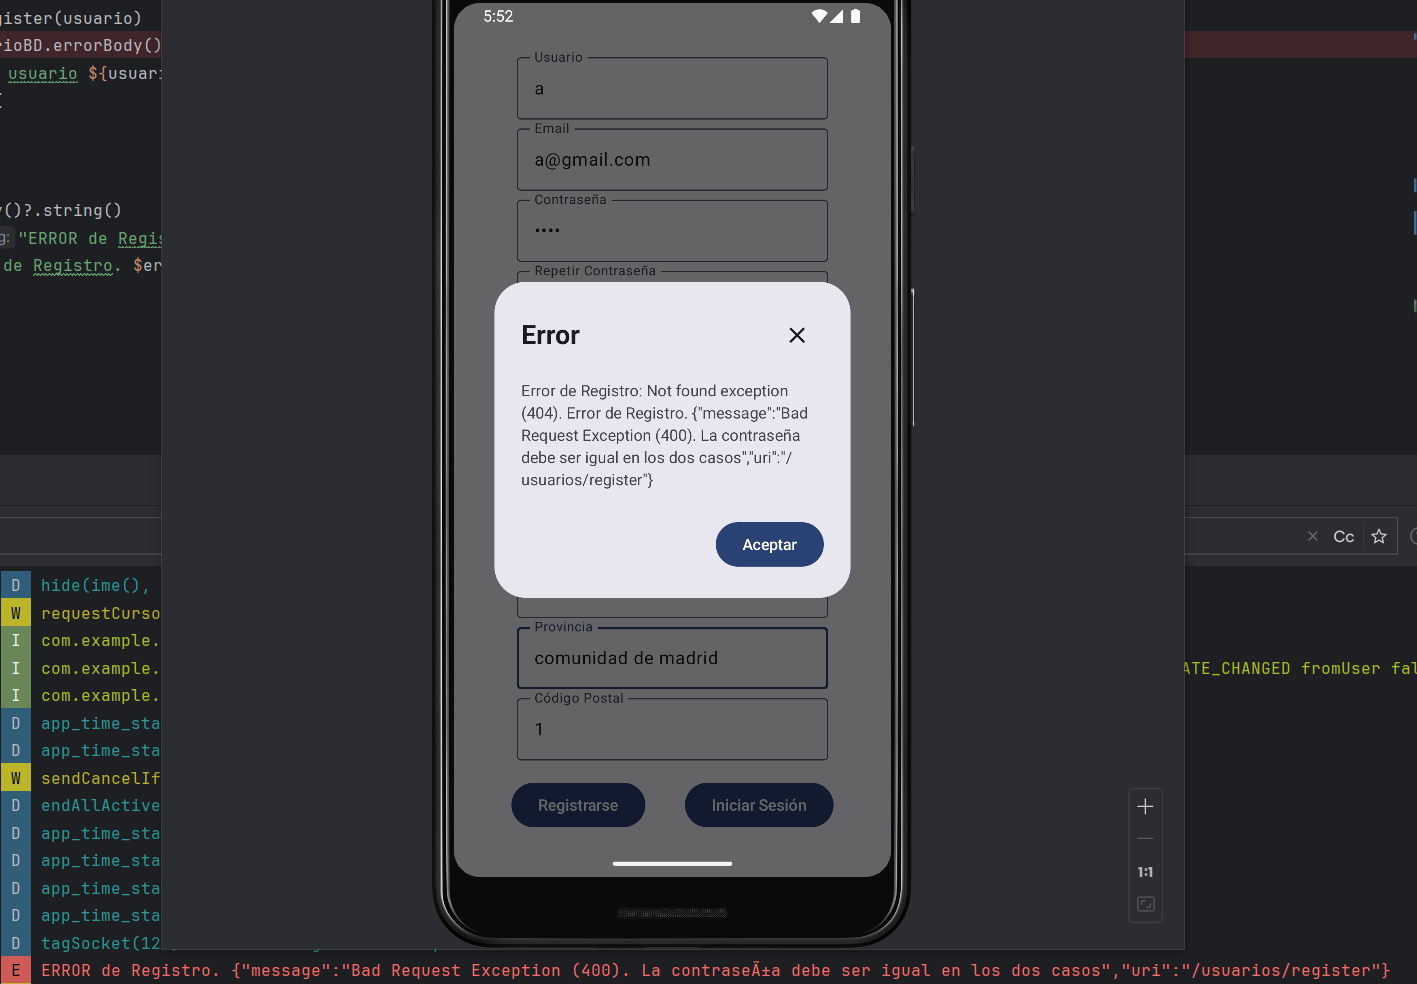 gister(usuario)
rioBD.errorBody()
usuario ${usuari
()?.string()
g: "ERROR de Regis
de Registro. $er
5:52
Usuario
a
Email
a@gmail.com
Contraseña
••••
Repetir Contraseña
Error
Error de Registro: Not found exception
(404). Error de Registro. {"message":"Bad
Request Exception (400). La contraseña
debe ser igual en los dos casos","uri":"/
usuarios/register"}
Aceptar
Provincia
comunidad de madrid
Código Postal
1
Registrarse
Iniciar Sesión
Cc
1:1
D hide(ime(),
W requestCurso
I com.example.
I com.example. ATE_CHANGED fromUser fal
I com.example.
D app_time_sta
D app_time_sta
W sendCancelIf
D endAllActive
D app_time_sta
D app_time_sta
D app_time_sta
D app_time_sta
D tagSocket(12
E ERROR de Registro. {"message":"Bad Request Exception (400). La contraseÃ±a debe ser igual en los dos casos","uri":"/usuarios/register"}